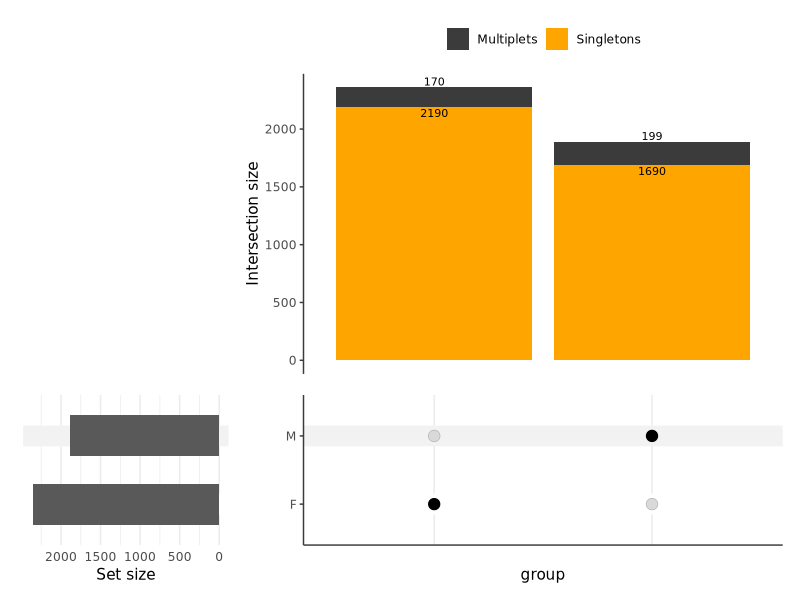 Multiplets Singletons
170
2190
199
1690
Intersection size
2000
1500
1000
500
0
M
F
2000 1500 1000 500 0
Set size
group